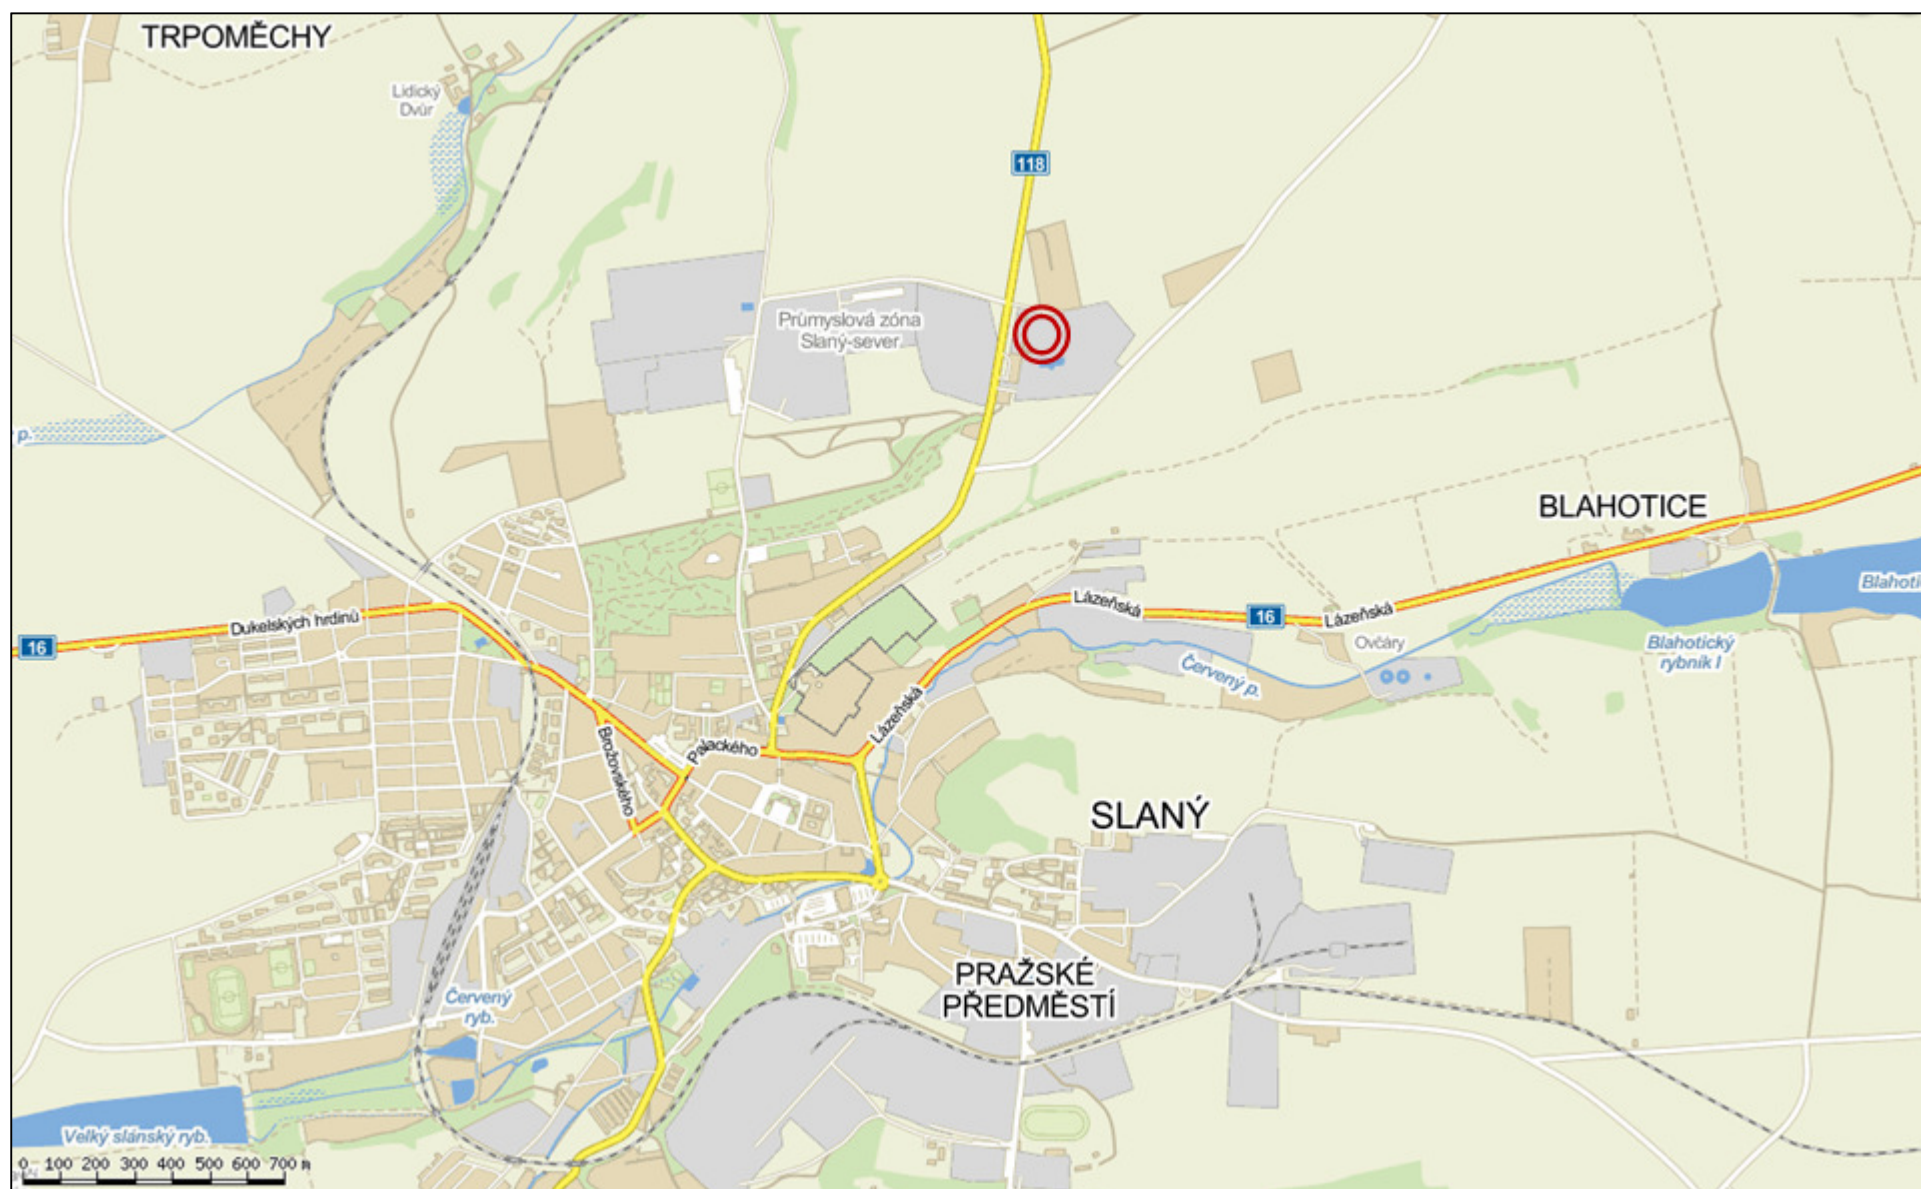 TRPOMĚCHY
Lidický
Dvůr
118
Průmyslová zóna
Slaný-sever
p.
BLAHOTICE
Blahotic
Lázeňská
16
Lázeňská
Dukelských hrdinů
16
Ovčáry
Blahotický
rybník I
Červený p.
Lázeňská
Palackého
Brožovského
SLANÝ
PRAŽSKÉ
PŘEDMĚSTÍ
Červený
ryb.
Velký slánský ryb.
0 100 200 300 400 500 600 700 m